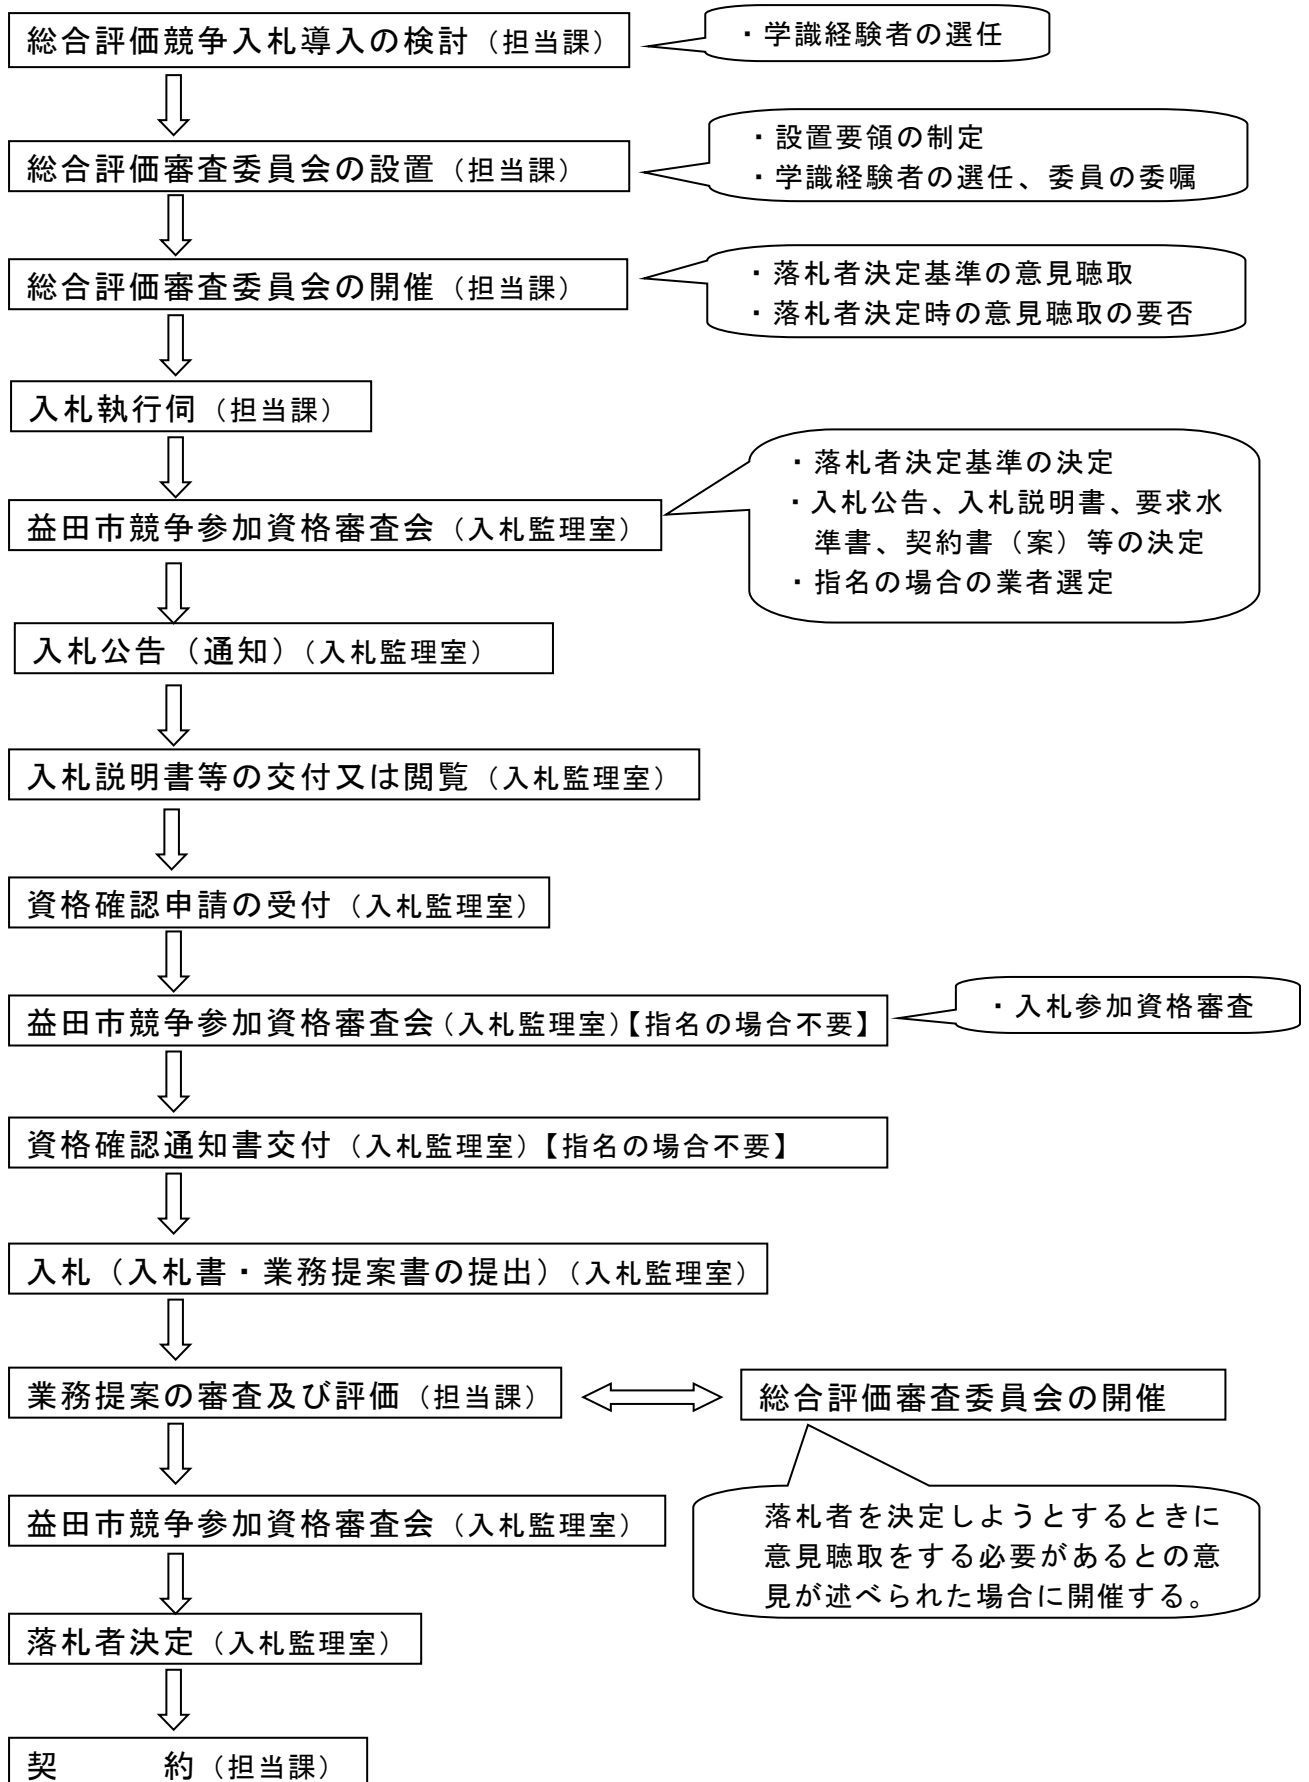 総合評価競争入札導入の検討（担当課）
・学識経験者の選任
総合評価審査委員会の設置（担当課）
・設置要領の制定
・学識経験者の選任、委員の委嘱
総合評価審査委員会の開催（担当課）
・落札者決定基準の意見聴取
・落札者決定時の意見聴取の要否
入札執行伺（担当課）
益田市競争参加資格審査会（入札監理室）
・落札者決定基準の決定
・入札公告、入札説明書、要求水
準書、契約書（案）等の決定
・指名の場合の業者選定
入札公告（通知）（入札監理室）
入札説明書等の交付又は閲覧（入札監理室）
資格確認申請の受付（入札監理室）
益田市競争参加資格審査会（入札監理室）【指名の場合不要】
・入札参加資格審査
資格確認通知書交付（入札監理室）【指名の場合不要】
入札（入札書・業務提案書の提出）（入札監理室）
業務提案の審査及び評価（担当課）
総合評価審査委員会の開催
益田市競争参加資格審査会（入札監理室）
落札者を決定しようとするときに
意見聴取をする必要があるとの意
見が述べられた場合に開催する。
落札者決定（入札監理室）
契　　　約（担当課）